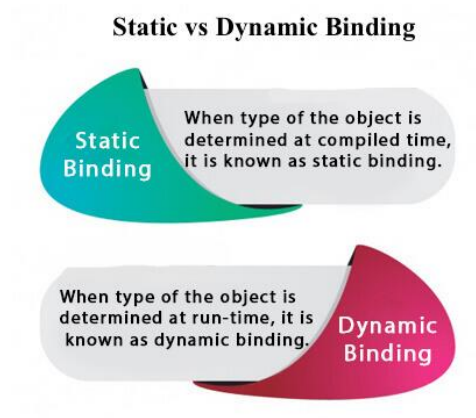 Static vs Dynamic Binding
Static
Binding
When type of the object is
determined at compiled time,
it is known as static binding.
When type of the object is
determined at run-time, it is
known as dynamic binding.
Dynamic
Binding